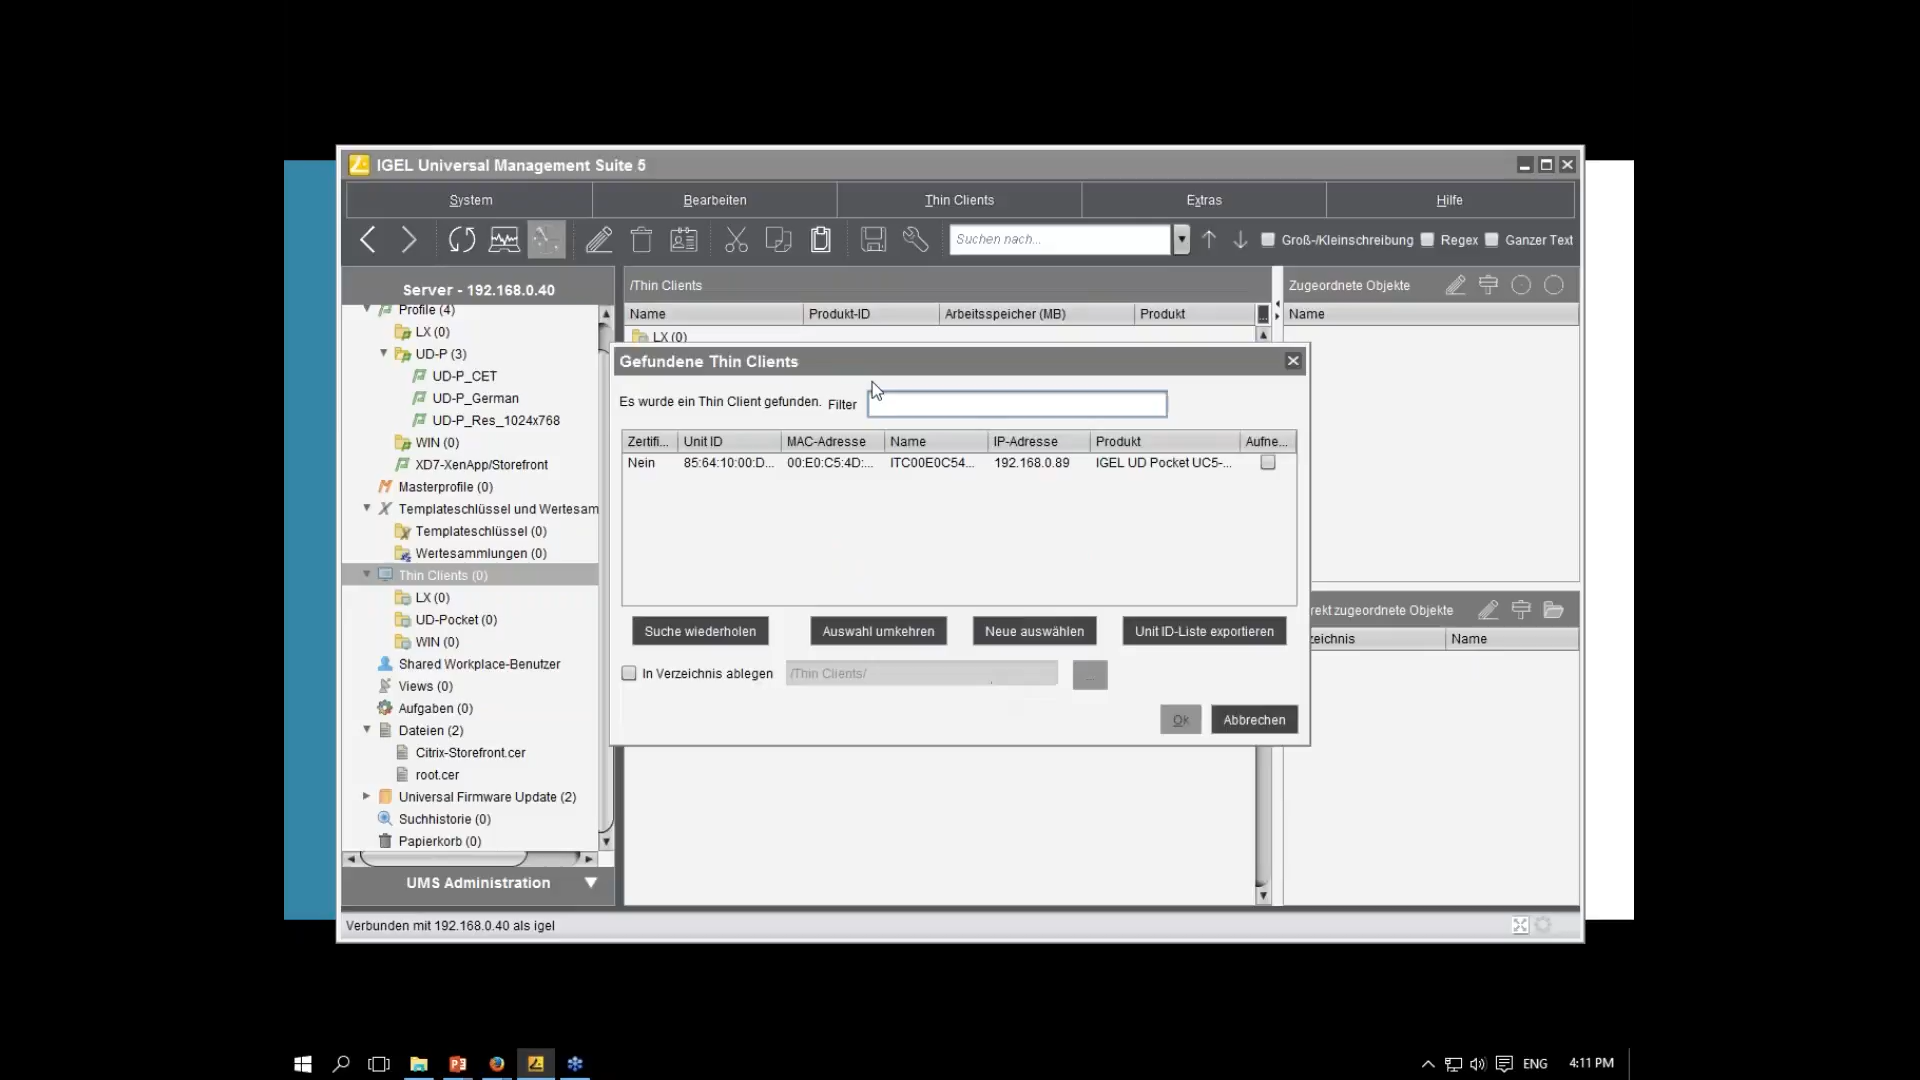 IGEL Universal Management Suite 5
System Bearbeiten Thin Clients Extras Hilfe
Suchen nach... Groß-/Kleinschreibung Regex Ganzer Text
Server - 192.168.0.40
Profile (4)
LX (0)
UD-P (3)
UD-P_CET
UD-P_German
UD-P_Res_1024x768
WIN (0)
XD7-XenApp/Storefront
Masterprofile (0)
Templateschlüssel und Wertesam
Templateschlüssel (0)
Wertesammlungen (0)
Thin Clients (0)
LX (0)
UD-Pocket (0)
WIN (0)
Shared Workplace-Benutzer
Views (0)
Aufgaben (0)
Dateien (2)
Citrix-Storefront.cer
root.cer
Universal Firmware Update (2)
Suchhistorie (0)
Papierkorb (0)
UMS Administration
/Thin Clients
Name Produkt-ID Arbeitsspeicher (MB) Produkt ...
LX (0)
Gefundene Thin Clients
Es wurde ein Thin Client gefunden. Filter
Zertifi... Unit ID MAC-Adresse Name IP-Adresse Produkt Aufne...
Nein 85:64:10:00:D... 00:E0:C5:4D:... ITC00E0C54... 192.168.0.89 IGEL UD Pocket UC5-...
Suche wiederholen Auswahl umkehren Neue auswählen Unit ID-Liste exportieren
In Verzeichnis ablegen /Thin Clients/ ...
Ok Abbrechen
Zugeordnete Objekte
Name
rekt zugeordnete Objekte
zeichnis Name
Verbunden mit 192.168.0.40 als igel
ENG 4:11 PM